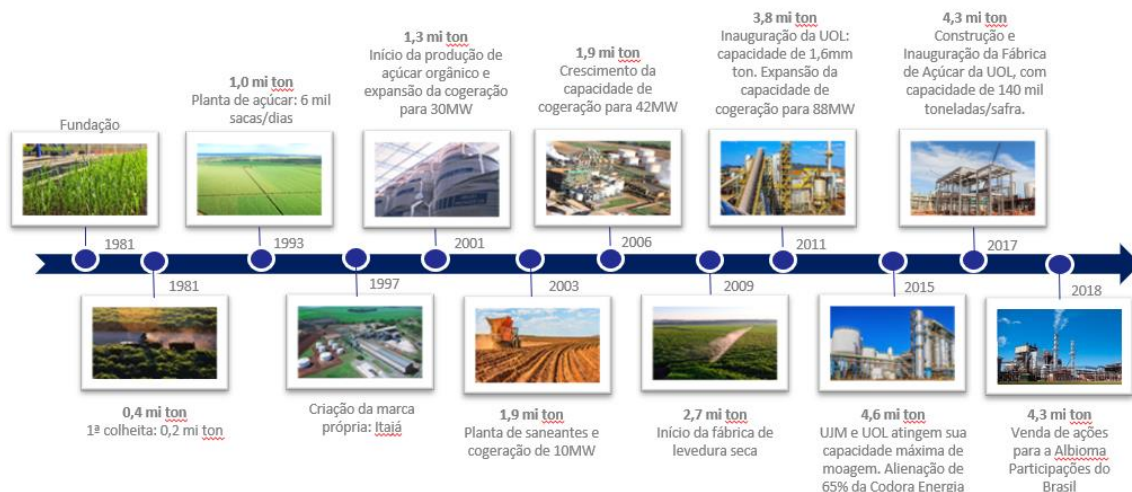 Fundação
1981
0,4 mi ton
1ª colheita: 0,2 mi ton
1981
1,0 mi ton
Planta de açúcar: 6 mil
sacas/dias
1993
Criação da marca
própria: Itajá
1997
1,3 mi ton
Início da produção de
açúcar orgânico e
expansão da cogeração
para 30MW
2001
1,9 mi ton
Planta de saneantes e
cogeração de 10MW
2003
1,9 mi ton
Crescimento da
capacidade de
cogeração para 42MW
2006
2,7 mi ton
Início da fábrica de
levedura seca
2009
3,8 mi ton
Inauguração da UOL:
capacidade de 1,6mm
ton. Expansão da
capacidade de
cogeração para 88MW
2011
4,6 mi ton
UJM e UOL atingem sua
capacidade máxima de
moagem. Alienação de
65% da Codora Energia
2015
4,3 mi ton
Construção e
Inauguração da Fábrica
de Açúcar da UOL, com
capacidade de 140 mil
toneladas/safra.
2017
4,3 mi ton
Venda de ações
para a Albioma
Participações do
Brasil
2018